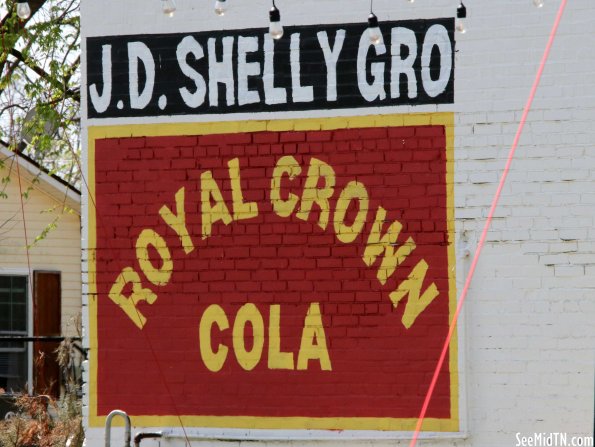 J.D. SHELLY GRO
ROYAL CROWN
COLA
SeeMidTN.com